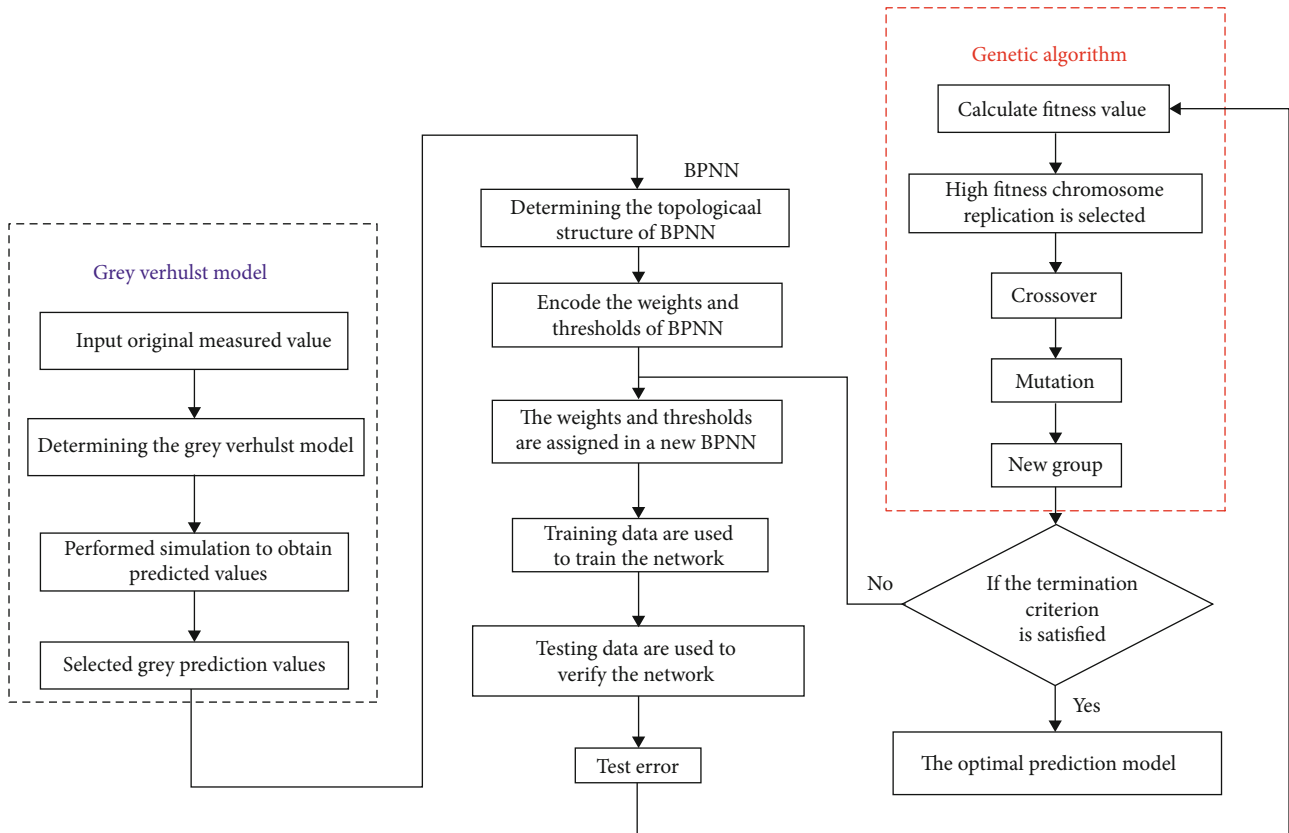 Grey verhulst model
Input original measured value
Determining the grey verhulst model
Performed simulation to obtain
predicted values
Selected grey prediction values
BPNN
Determining the topologicaal
structure of BPNN
Encode the weights and
thresholds of BPNN
The weights and thresholds
are assigned in a new BPNN
Training data are used
to train the network
Testing data are used to
verify the network
Test error
Genetic algorithm
Calculate fitness value
High fitness chromosome
replication is selected
Crossover
Mutation
New group
If the termination
criterion
is satisfied
No
Yes
The optimal prediction model